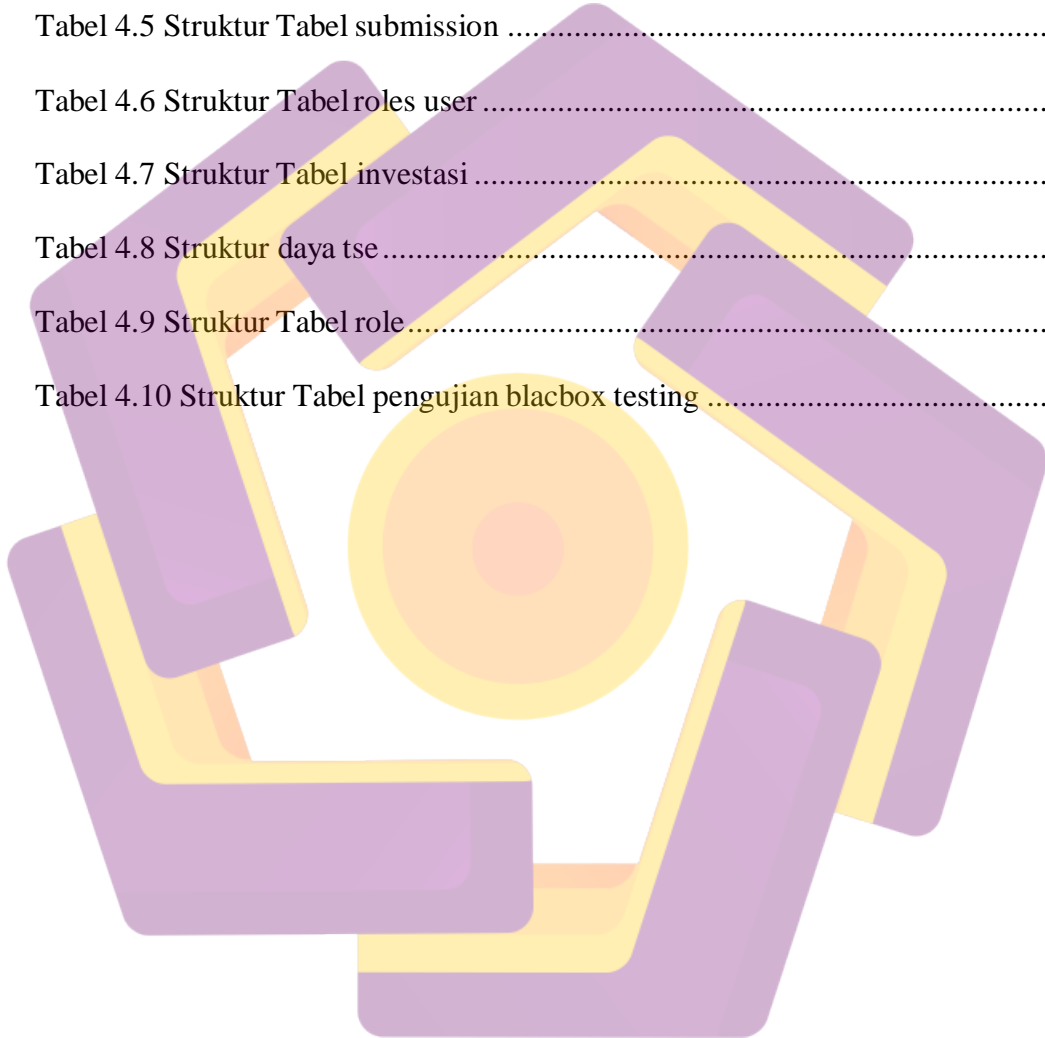 Tabel 4.5 Struktur Tabel submission ....................................................................
Tabel 4.6 Struktur Tabel roles user .......................................................................
Tabel 4.7 Struktur Tabel investasi ........................................................................
Tabel 4.8 Struktur daya tse ...................................................................................
Tabel 4.9 Struktur Tabel role ................................................................................
Tabel 4.10 Struktur Tabel pengujian blacbox testing ...........................................